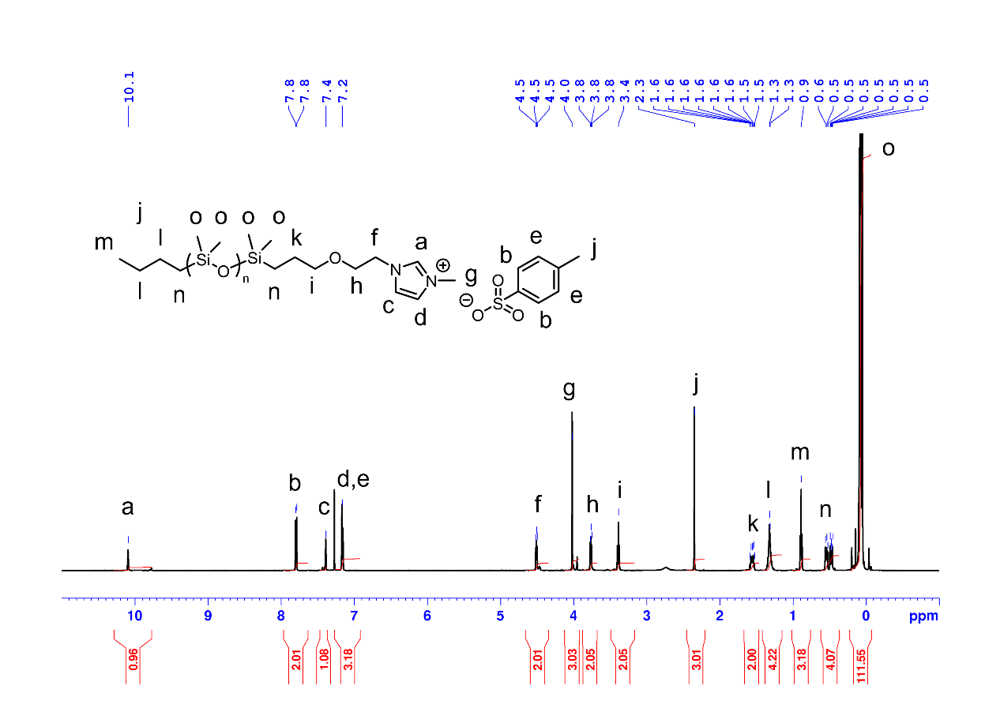 10.1 7.8 7.8 7.4 7.2 4.5 4.5 4.5 4.0 3.8 3.8 3.8 3.4 2.3 1.6 1.6 1.6 1.6 1.6 1.6 1.5 1.5 1.3 1.3 0.9 0.6 0.5 0.5 0.5 0.5 0.5 0.5 0.5
o
j o o o o
m l k f a e
Si O n Si O N N ⊕ g b j
l n n i h c d ⊖ O S O O b e
g j
a b c d,e f h i k l m n
10 9 8 7 6 5 4 3 2 1 0 ppm
0.96 2.01 1.08 3.18 2.01 3.03 2.05 2.05 3.01 2.00 4.22 3.18 4.07 111.55